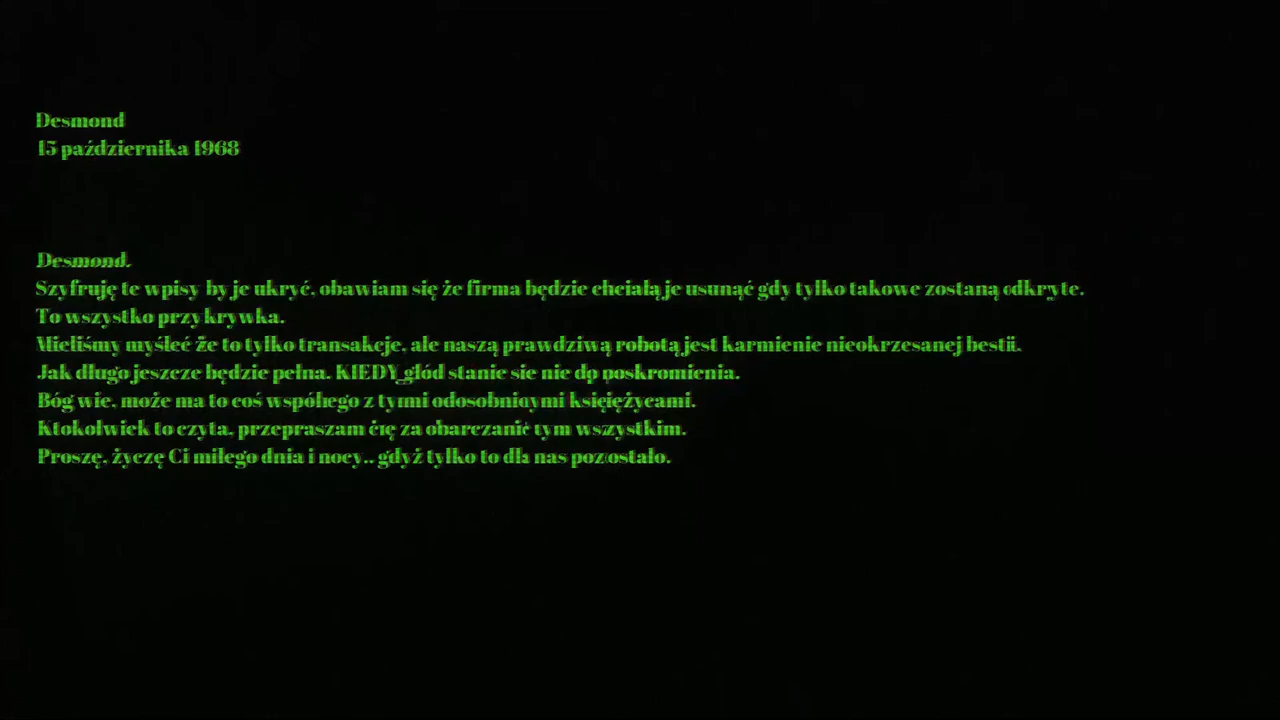 Desmond
15 października 1968
Desmond.
Szyfruję te wpisy by je ukryć, obawiam się że firma będzie chciałą je usunąć gdy tylko takowe zostaną odkryte.
To wszystko przykrywka.
Mieliśmy myśleć że to tylko transakcje, ale naszą prawdziwą robotą jest karmienie nieokrzesanej bestii.
Jak długo jeszcze będzie pełna. KIEDY głód stanie sie nie do poskromienia.
Bóg wie, może ma to coś wspólnego z tymi odosobnioymi księżycami.
Ktokolwiek to czyta, przepraszam cię za obarczanie tym wszystkim.
Proszę, życzę Ci miłego dnia i nocy.. gdyż tylko to dla nas pozostało.